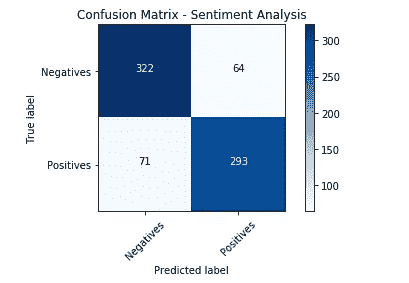 Confusion Matrix - Sentiment Analysis
Negatives
322
64
Positives
71
293
True label
Negatives
Positives
Predicted label
300
250
200
150
100